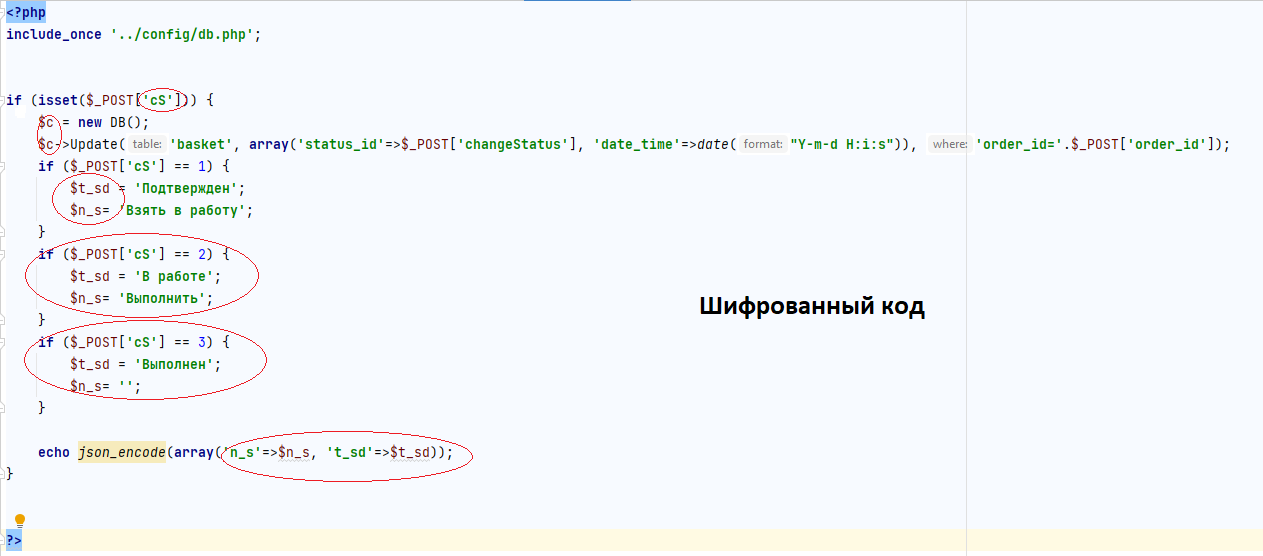 <?php
include_once '../config/db.php';
if (isset($_POST['cS'])) {
$c = new DB();
$c->Update( table: 'basket', array('status_id'=>$_POST['changeStatus'], 'date_time'=>date( format: "Y-m-d H:i:s")), where: 'order_id='.$_POST['order_id']);
if ($_POST['cS'] == 1) {
$t_sd = 'Подтвержден';
$n_s= 'Взять в работу';
}
if ($_POST['cS'] == 2) {
$t_sd = 'В работе';
$n_s= 'Выполнить';
}
Шифрованный код
if ($_POST['cS'] == 3) {
$t_sd = 'Выполнен';
$n_s= '';
}
echo json_encode(array('n_s'=>$n_s, 't_sd'=>$t_sd));
}
?>